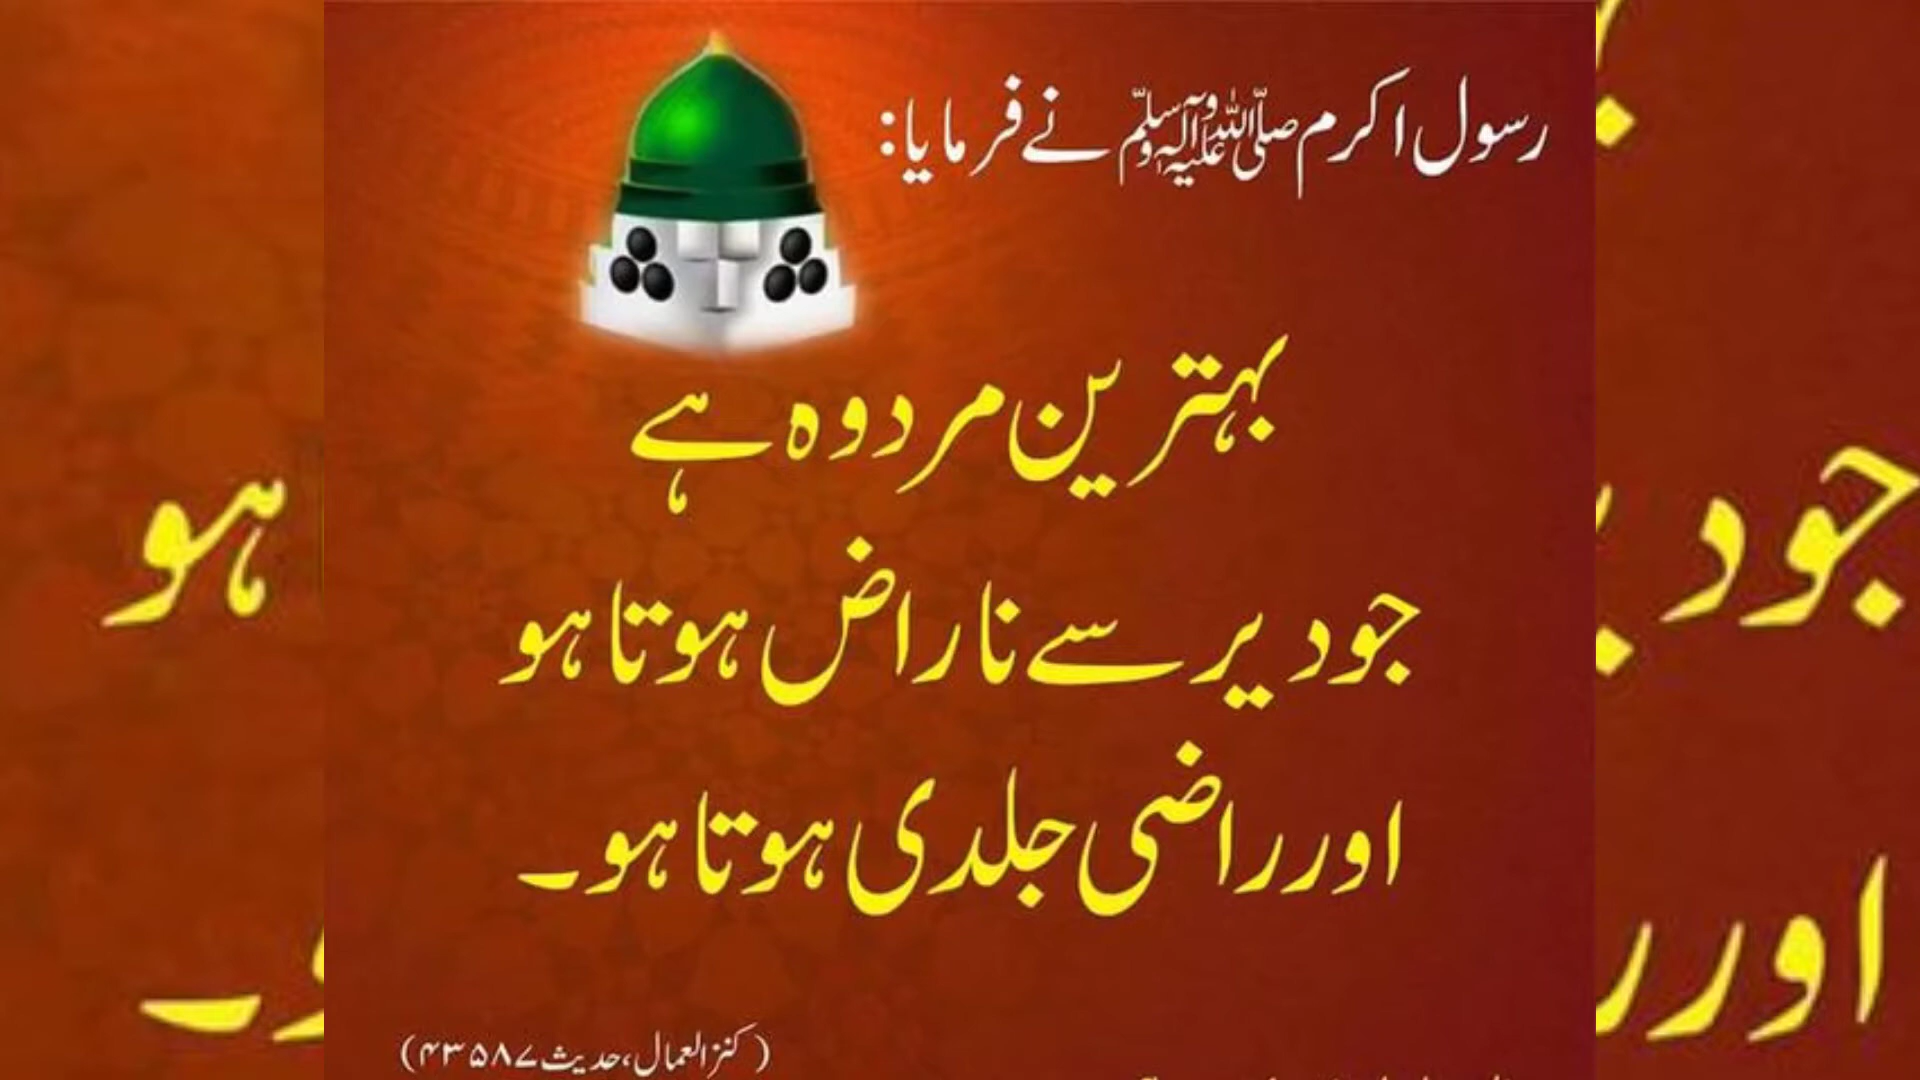 رسول اکرم صلی اللہ علیہ وآلہ وسلم نے فرمایا:
بہترین مرد وہ ہے
جو دیر سے ناراض ہوتا ہو
اور راضی جلدی ہوتا ہو۔
(کنز العمال، حدیث ۴۳۵۸۷)